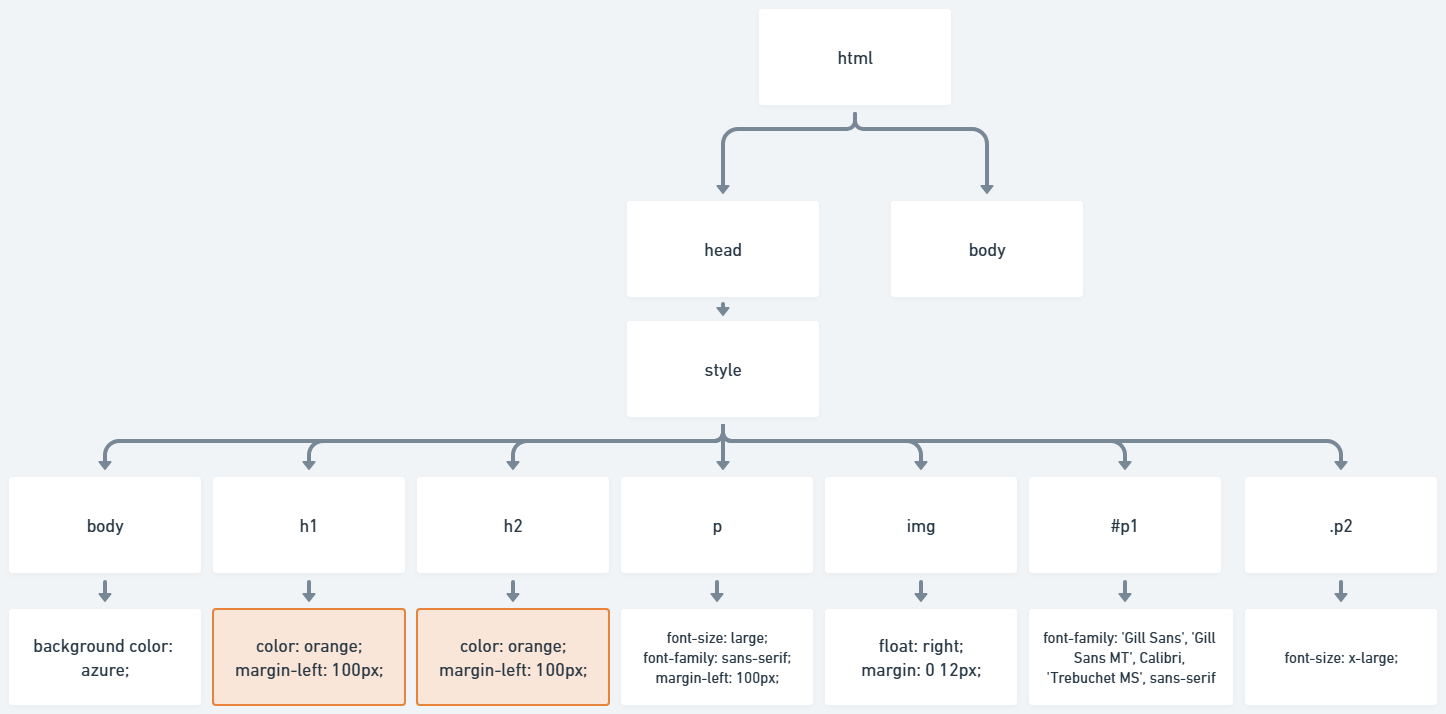 html
head
body
style
body
h1
h2
p
img
#p1
.p2
background color:
azure;
color: orange;
margin-left: 100px;
color: orange;
margin-left: 100px;
font-size: large;
font-family: sans-serif;
margin-left: 100px;
float: right;
margin: 0 12px;
font-family: 'Gill Sans', 'Gill
Sans MT', Calibri,
'Trebuchet MS', sans-serif
font-size: x-large;